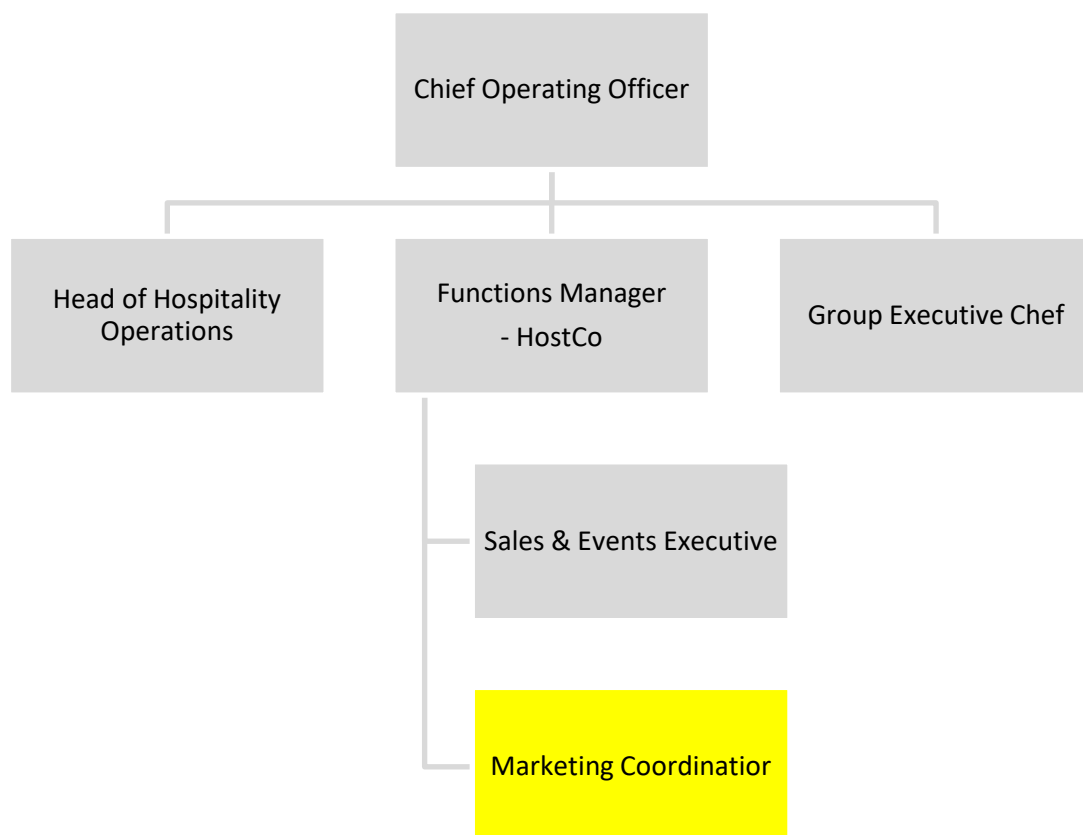 Chief Operating Officer
Head of Hospitality
Operations
Functions Manager
- HostCo
Group Executive Chef
Sales & Events Executive
Marketing Coordinatior